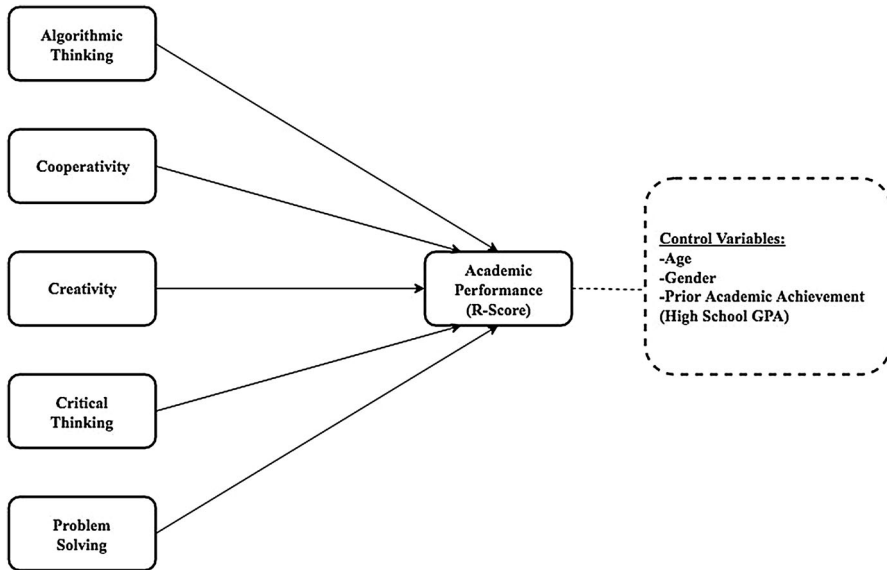 Algorithmic
Thinking
Cooperativity
Creativity
Critical
Thinking
Problem
Solving
Academic
Performance
(R-Score)
Control Variables:
-Age
-Gender
-Prior Academic Achievement
(High School GPA)